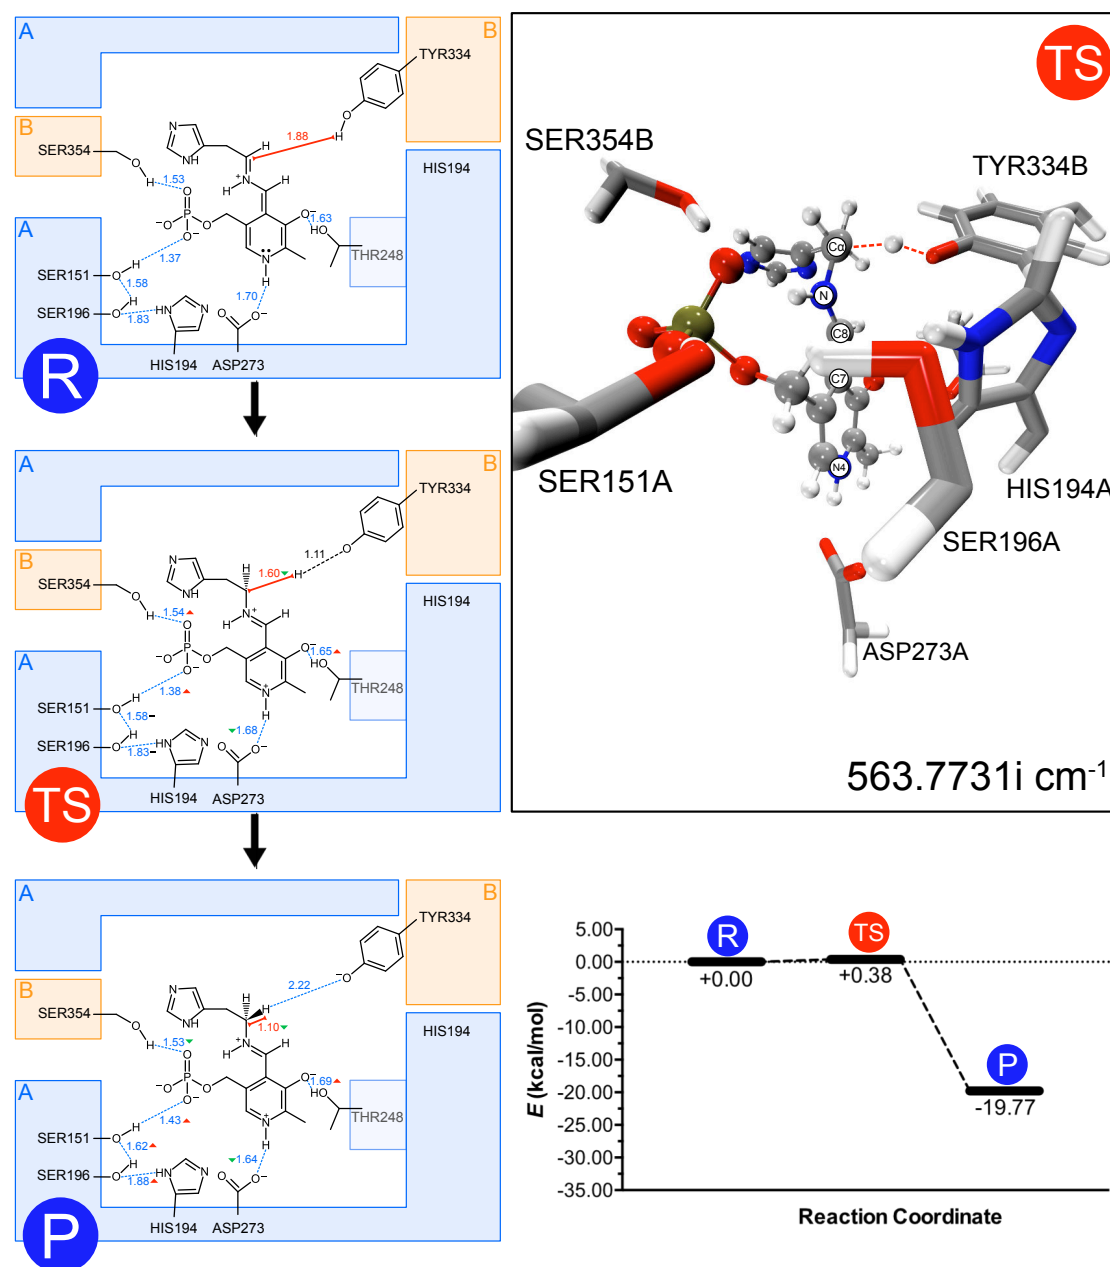 A
B
TYR334
B
SER354
HIS194
1.88
1.53
1.63
THR248
A
SER151
1.37
1.58
SER196
1.83
1.70
HIS194
ASP273
R
A
B
TYR334
1.11
B
SER354
HIS194
1.60
1.54
1.65
THR248
A
SER151
1.38
1.58
SER196
1.83
1.68
HIS194
ASP273
TS
A
B
TYR334
2.22
B
SER354
HIS194
1.10
1.53
1.69
THR248
A
SER151
1.43
1.62
SER196
1.88
1.64
HIS194
ASP273
P
TS
SER354B
TYR334B
Cα
N
C8
C7
N4
SER151A
HIS194A
SER196A
ASP273A
563.7731i cm-1
E (kcal/mol)
5.00
0.00
-5.00
-10.00
-15.00
-20.00
-25.00
-30.00
-35.00
R
+0.00
TS
+0.38
P
-19.77
Reaction Coordinate